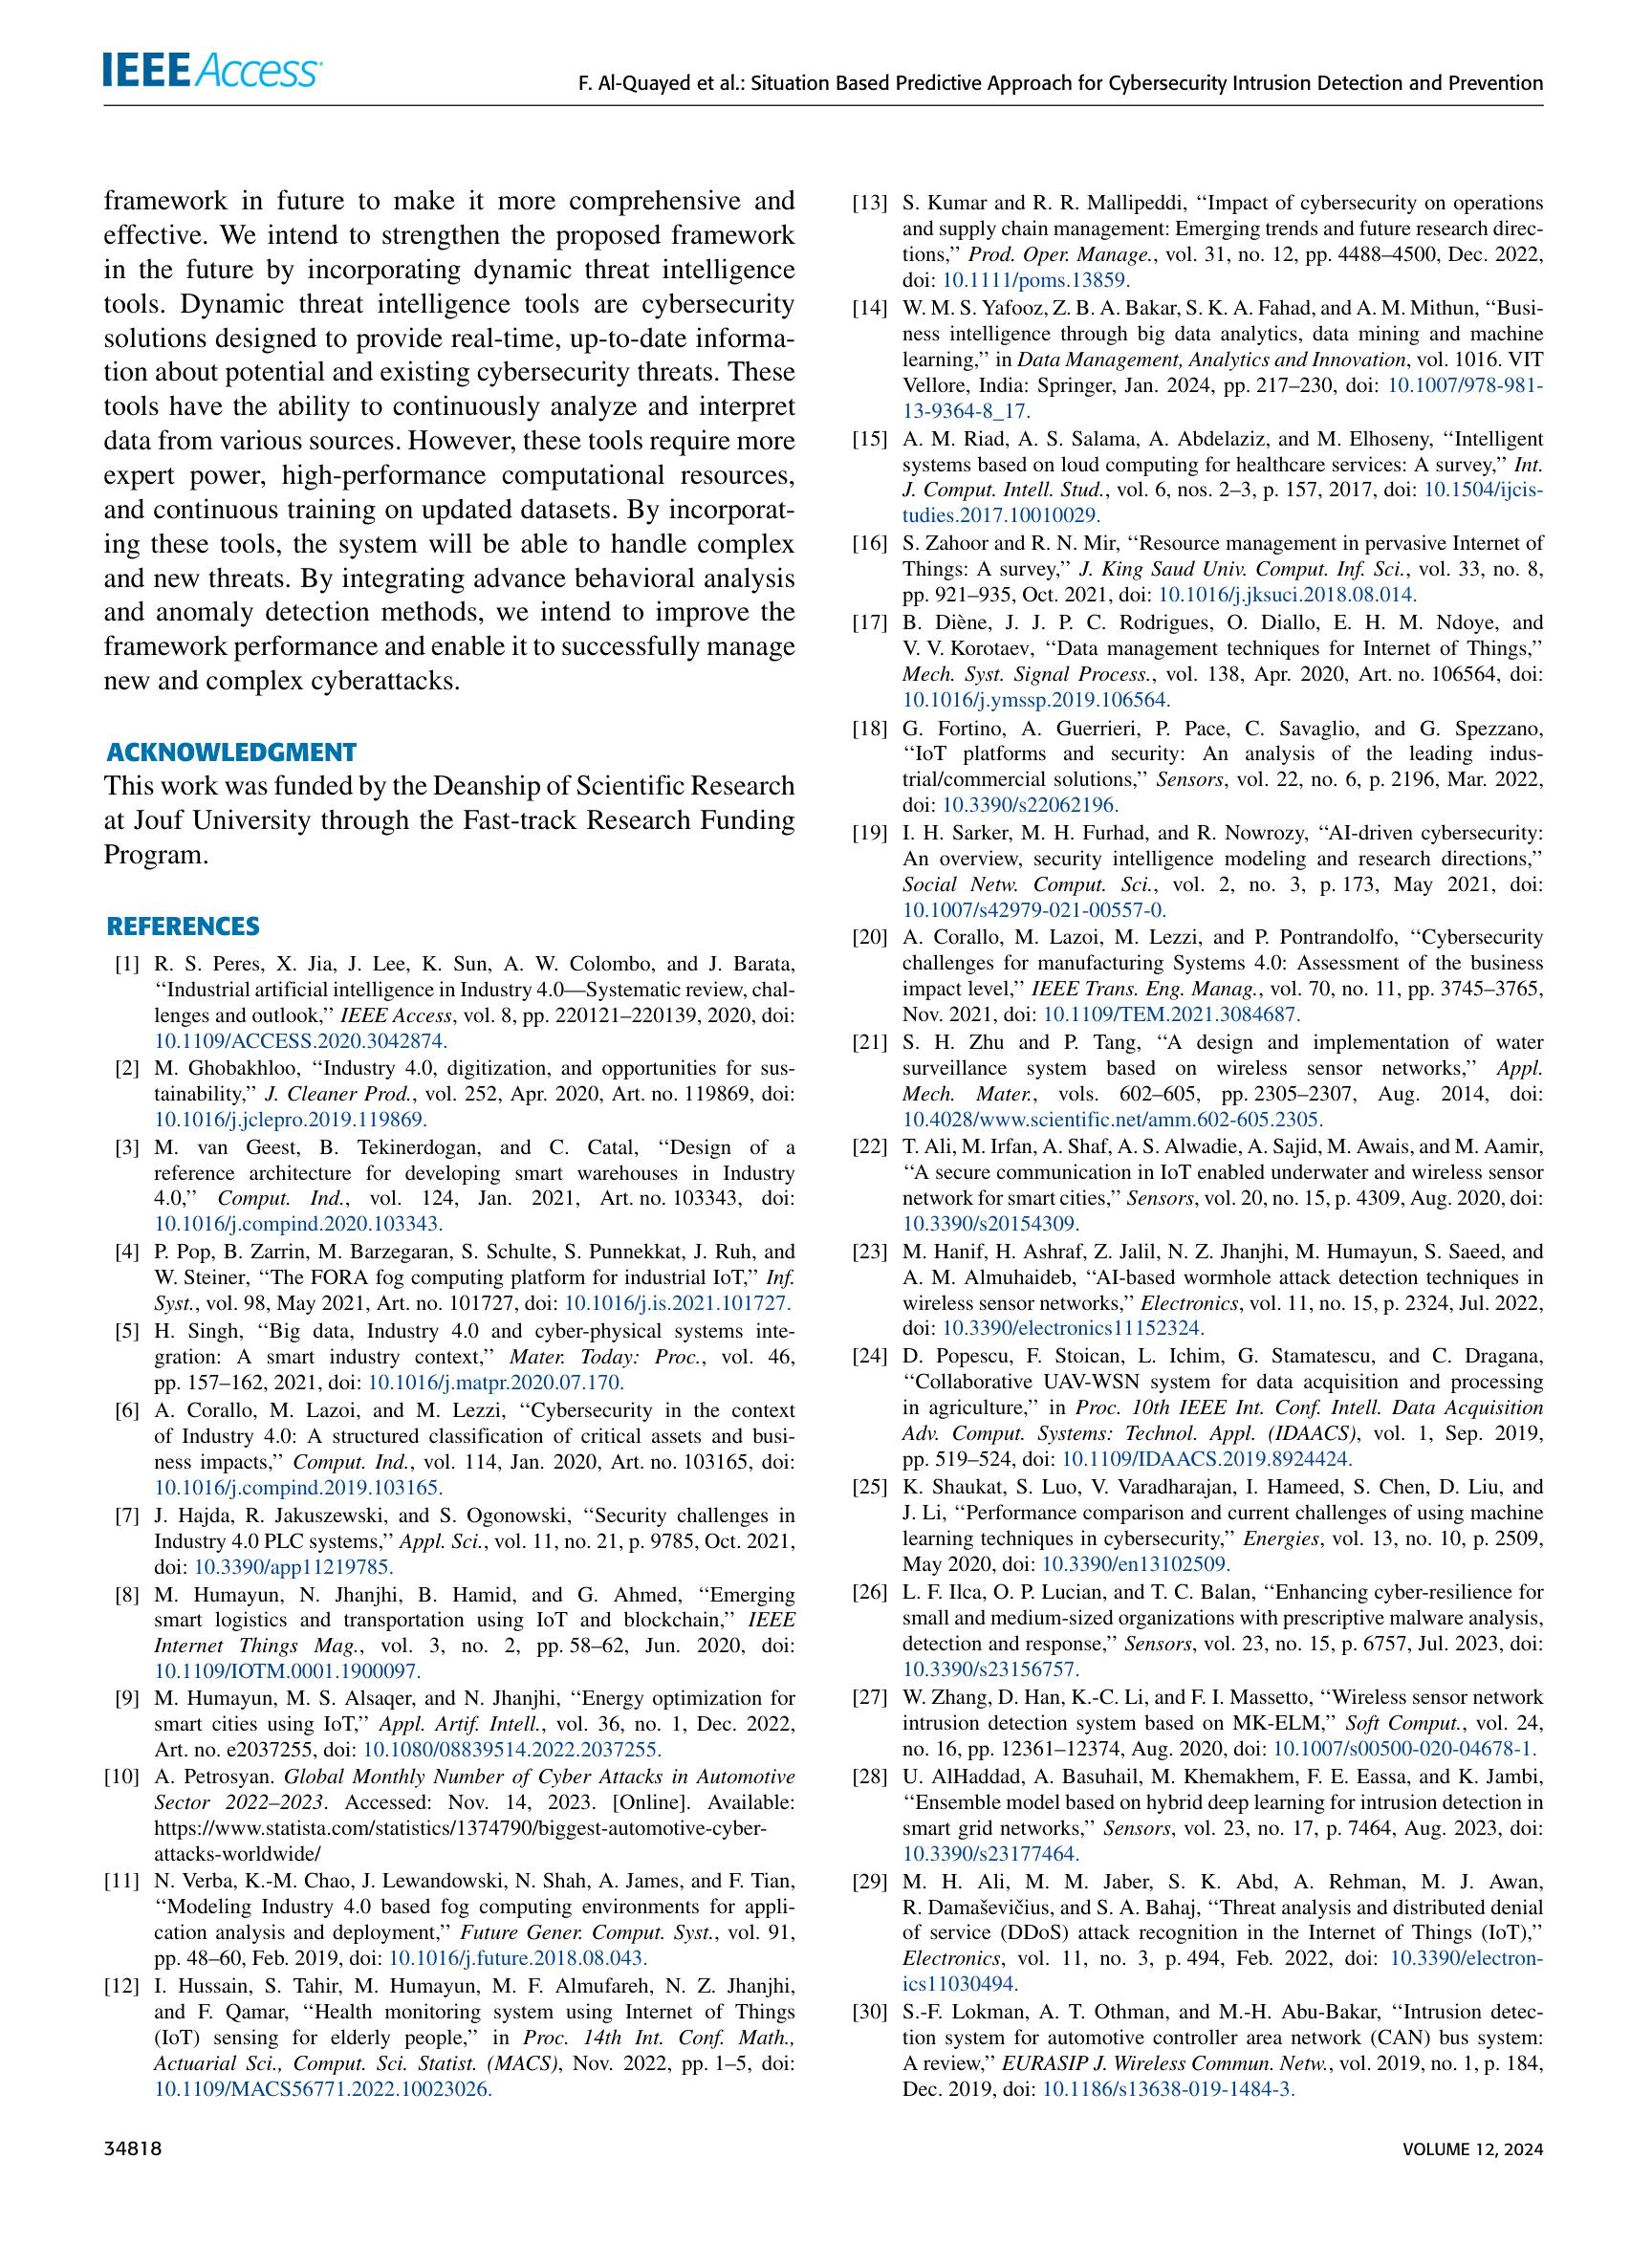 IEEE Access
F. Al-Quayed et al.: Situation Based Predictive Approach for Cybersecurity Intrusion Detection and Prevention
framework in future to make it more comprehensive and
effective. We intend to strengthen the proposed framework
in the future by incorporating dynamic threat intelligence
tools. Dynamic threat intelligence tools are cybersecurity
solutions designed to provide real-time, up-to-date informa-
tion about potential and existing cybersecurity threats. These
tools have the ability to continuously analyze and interpret
data from various sources. However, these tools require more
expert power, high-performance computational resources,
and continuous training on updated datasets. By incorporat-
ing these tools, the system will be able to handle complex
and new threats. By integrating advance behavioral analysis
and anomaly detection methods, we intend to improve the
framework performance and enable it to successfully manage
new and complex cyberattacks.
ACKNOWLEDGMENT
This work was funded by the Deanship of Scientific Research
at Jouf University through the Fast-track Research Funding
Program.
REFERENCES
[1] R. S. Peres, X. Jia, J. Lee, K. Sun, A. W. Colombo, and J. Barata,
‘‘Industrial artificial intelligence in Industry 4.0—Systematic review, chal-
lenges and outlook,’’ IEEE Access, vol. 8, pp. 220121–220139, 2020, doi:
10.1109/ACCESS.2020.3042874.
[2] M. Ghobakhloo, ‘‘Industry 4.0, digitization, and opportunities for sus-
tainability,’’ J. Cleaner Prod., vol. 252, Apr. 2020, Art. no. 119869, doi:
10.1016/j.jclepro.2019.119869.
[3] M. van Geest, B. Tekinerdogan, and C. Catal, ‘‘Design of a
reference architecture for developing smart warehouses in Industry
4.0,’’ Comput. Ind., vol. 124, Jan. 2021, Art. no. 103343, doi:
10.1016/j.compind.2020.103343.
[4] P. Pop, B. Zarrin, M. Barzegaran, S. Schulte, S. Punnekkat, J. Ruh, and
W. Steiner, ‘‘The FORA fog computing platform for industrial IoT,’’ Inf.
Syst., vol. 98, May 2021, Art. no. 101727, doi: 10.1016/j.is.2021.101727.
[5] H. Singh, ‘‘Big data, Industry 4.0 and cyber-physical systems inte-
gration: A smart industry context,’’ Mater. Today: Proc., vol. 46,
pp. 157–162, 2021, doi: 10.1016/j.matpr.2020.07.170.
[6] A. Corallo, M. Lazoi, and M. Lezzi, ‘‘Cybersecurity in the context
of Industry 4.0: A structured classification of critical assets and busi-
ness impacts,’’ Comput. Ind., vol. 114, Jan. 2020, Art. no. 103165, doi:
10.1016/j.compind.2019.103165.
[7] J. Hajda, R. Jakuszewski, and S. Ogonowski, ‘‘Security challenges in
Industry 4.0 PLC systems,’’ Appl. Sci., vol. 11, no. 21, p. 9785, Oct. 2021,
doi: 10.3390/app11219785.
[8] M. Humayun, N. Jhanjhi, B. Hamid, and G. Ahmed, ‘‘Emerging
smart logistics and transportation using IoT and blockchain,’’ IEEE
Internet Things Mag., vol. 3, no. 2, pp. 58–62, Jun. 2020, doi:
10.1109/IOTM.0001.1900097.
[9] M. Humayun, M. S. Alsaqer, and N. Jhanjhi, ‘‘Energy optimization for
smart cities using IoT,’’ Appl. Artif. Intell., vol. 36, no. 1, Dec. 2022,
Art. no. e2037255, doi: 10.1080/08839514.2022.2037255.
[10] A. Petrosyan. Global Monthly Number of Cyber Attacks in Automotive
Sector 2022–2023. Accessed: Nov. 14, 2023. [Online]. Available:
https://www.statista.com/statistics/1374790/biggest-automotive-cyber-
attacks-worldwide/
[11] N. Verba, K.-M. Chao, J. Lewandowski, N. Shah, A. James, and F. Tian,
‘‘Modeling Industry 4.0 based fog computing environments for appli-
cation analysis and deployment,’’ Future Gener. Comput. Syst., vol. 91,
pp. 48–60, Feb. 2019, doi: 10.1016/j.future.2018.08.043.
[12] I. Hussain, S. Tahir, M. Humayun, M. F. Almufareh, N. Z. Jhanjhi,
and F. Qamar, ‘‘Health monitoring system using Internet of Things
(IoT) sensing for elderly people,’’ in Proc. 14th Int. Conf. Math.,
Actuarial Sci., Comput. Sci. Statist. (MACS), Nov. 2022, pp. 1–5, doi:
10.1109/MACS56771.2022.10023026.
[13] S. Kumar and R. R. Mallipeddi, ‘‘Impact of cybersecurity on operations
and supply chain management: Emerging trends and future research direc-
tions,’’ Prod. Oper. Manage., vol. 31, no. 12, pp. 4488–4500, Dec. 2022,
doi: 10.1111/poms.13859.
[14] W. M. S. Yafooz, Z. B. A. Bakar, S. K. A. Fahad, and A. M. Mithun, ‘‘Busi-
ness intelligence through big data analytics, data mining and machine
learning,’’ in Data Management, Analytics and Innovation, vol. 1016. VIT
Vellore, India: Springer, Jan. 2024, pp. 217–230, doi: 10.1007/978-981-
13-9364-8_17.
[15] A. M. Riad, A. S. Salama, A. Abdelaziz, and M. Elhoseny, ‘‘Intelligent
systems based on loud computing for healthcare services: A survey,’’ Int.
J. Comput. Intell. Stud., vol. 6, nos. 2–3, p. 157, 2017, doi: 10.1504/ijcis-
tudies.2017.10010029.
[16] S. Zahoor and R. N. Mir, ‘‘Resource management in pervasive Internet of
Things: A survey,’’ J. King Saud Univ. Comput. Inf. Sci., vol. 33, no. 8,
pp. 921–935, Oct. 2021, doi: 10.1016/j.jksuci.2018.08.014.
[17] B. Diène, J. J. P. C. Rodrigues, O. Diallo, E. H. M. Ndoye, and
V. V. Korotaev, ‘‘Data management techniques for Internet of Things,’’
Mech. Syst. Signal Process., vol. 138, Apr. 2020, Art. no. 106564, doi:
10.1016/j.ymssp.2019.106564.
[18] G. Fortino, A. Guerrieri, P. Pace, C. Savaglio, and G. Spezzano,
‘‘IoT platforms and security: An analysis of the leading indus-
trial/commercial solutions,’’ Sensors, vol. 22, no. 6, p. 2196, Mar. 2022,
doi: 10.3390/s22062196.
[19] I. H. Sarker, M. H. Furhad, and R. Nowrozy, ‘‘AI-driven cybersecurity:
An overview, security intelligence modeling and research directions,’’
Social Netw. Comput. Sci., vol. 2, no. 3, p. 173, May 2021, doi:
10.1007/s42979-021-00557-0.
[20] A. Corallo, M. Lazoi, M. Lezzi, and P. Pontrandolfo, ‘‘Cybersecurity
challenges for manufacturing Systems 4.0: Assessment of the business
impact level,’’ IEEE Trans. Eng. Manag., vol. 70, no. 11, pp. 3745–3765,
Nov. 2021, doi: 10.1109/TEM.2021.3084687.
[21] S. H. Zhu and P. Tang, ‘‘A design and implementation of water
surveillance system based on wireless sensor networks,’’ Appl.
Mech. Mater., vols. 602–605, pp. 2305–2307, Aug. 2014, doi:
10.4028/www.scientific.net/amm.602-605.2305.
[22] T. Ali, M. Irfan, A. Shaf, A. S. Alwadie, A. Sajid, M. Awais, and M. Aamir,
‘‘A secure communication in IoT enabled underwater and wireless sensor
network for smart cities,’’ Sensors, vol. 20, no. 15, p. 4309, Aug. 2020, doi:
10.3390/s20154309.
[23] M. Hanif, H. Ashraf, Z. Jalil, N. Z. Jhanjhi, M. Humayun, S. Saeed, and
A. M. Almuhaideb, ‘‘AI-based wormhole attack detection techniques in
wireless sensor networks,’’ Electronics, vol. 11, no. 15, p. 2324, Jul. 2022,
doi: 10.3390/electronics11152324.
[24] D. Popescu, F. Stoican, L. Ichim, G. Stamatescu, and C. Dragana,
‘‘Collaborative UAV-WSN system for data acquisition and processing
in agriculture,’’ in Proc. 10th IEEE Int. Conf. Intell. Data Acquisition
Adv. Comput. Systems: Technol. Appl. (IDAACS), vol. 1, Sep. 2019,
pp. 519–524, doi: 10.1109/IDAACS.2019.8924424.
[25] K. Shaukat, S. Luo, V. Varadharajan, I. Hameed, S. Chen, D. Liu, and
J. Li, ‘‘Performance comparison and current challenges of using machine
learning techniques in cybersecurity,’’ Energies, vol. 13, no. 10, p. 2509,
May 2020, doi: 10.3390/en13102509.
[26] L. F. Ilca, O. P. Lucian, and T. C. Balan, ‘‘Enhancing cyber-resilience for
small and medium-sized organizations with prescriptive malware analysis,
detection and response,’’ Sensors, vol. 23, no. 15, p. 6757, Jul. 2023, doi:
10.3390/s23156757.
[27] W. Zhang, D. Han, K.-C. Li, and F. I. Massetto, ‘‘Wireless sensor network
intrusion detection system based on MK-ELM,’’ Soft Comput., vol. 24,
no. 16, pp. 12361–12374, Aug. 2020, doi: 10.1007/s00500-020-04678-1.
[28] U. AlHaddad, A. Basuhail, M. Khemakhem, F. E. Eassa, and K. Jambi,
‘‘Ensemble model based on hybrid deep learning for intrusion detection in
smart grid networks,’’ Sensors, vol. 23, no. 17, p. 7464, Aug. 2023, doi:
10.3390/s23177464.
[29] M. H. Ali, M. M. Jaber, S. K. Abd, A. Rehman, M. J. Awan,
R. Damaševičius, and S. A. Bahaj, ‘‘Threat analysis and distributed denial
of service (DDoS) attack recognition in the Internet of Things (IoT),’’
Electronics, vol. 11, no. 3, p. 494, Feb. 2022, doi: 10.3390/electron-
ics11030494.
[30] S.-F. Lokman, A. T. Othman, and M.-H. Abu-Bakar, ‘‘Intrusion detec-
tion system for automotive controller area network (CAN) bus system:
A review,’’ EURASIP J. Wireless Commun. Netw., vol. 2019, no. 1, p. 184,
Dec. 2019, doi: 10.1186/s13638-019-1484-3.
34818
VOLUME 12, 2024